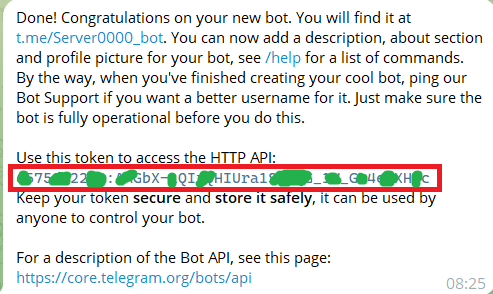 Done! Congratulations on your new bot. You will find it at
t.me/Server0000_bot. You can now add a description, about section
and profile picture for your bot, see /help for a list of commands.
By the way, when you've finished creating your cool bot, ping our
Bot Support if you want a better username for it. Just make sure the
bot is fully operational before you do this.
Use this token to access the HTTP API:
Keep your token secure and store it safely, it can be used by
anyone to control your bot.
For a description of the Bot API, see this page:
https://core.telegram.org/bots/api
08:25